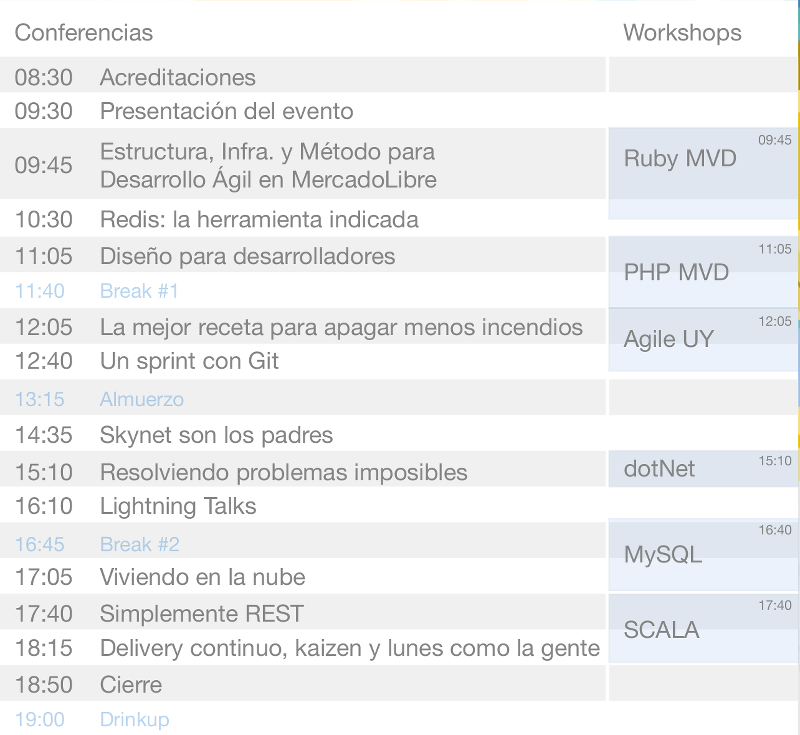 Conferencias Workshops
08:30 Acreditaciones
09:30 Presentación del evento
09:45 Estructura, Infra. y Método para
Desarrollo Ágil en MercadoLibre
09:45
Ruby MVD
10:30 Redis: la herramienta indicada
11:05 Diseño para desarrolladores
11:05
PHP MVD
11:40 Break #1
12:05 La mejor receta para apagar menos incendios
12:05
Agile UY
12:40 Un sprint con Git
13:15 Almuerzo
14:35 Skynet son los padres
15:10 Resolviendo problemas imposibles
15:10
dotNet
16:10 Lightning Talks
16:45 Break #2
16:40
MySQL
17:05 Viviendo en la nube
17:40 Simplemente REST
17:40
SCALA
18:15 Delivery continuo, kaizen y lunes como la gente
18:50 Cierre
19:00 Drinkup